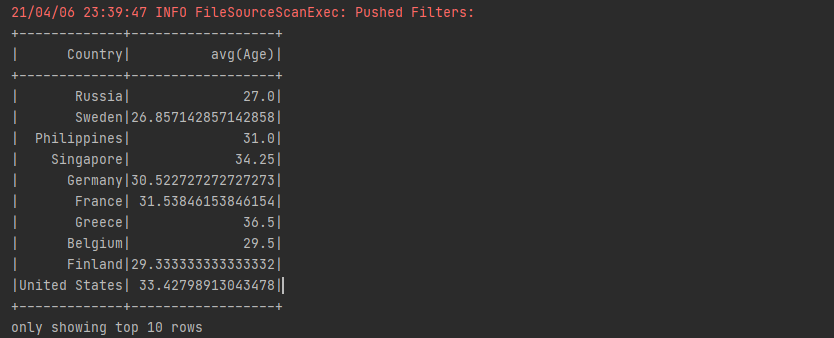 21/04/06 23:39:47 INFO FileSourceScanExec: Pushed Filters:
+-------------+------------------+
|      Country|          avg(Age)|
+-------------+------------------+
|       Russia|              27.0|
|       Sweden|26.857142857142858|
|  Philippines|              31.0|
|    Singapore|             34.25|
|      Germany|30.522727272727273|
|       France| 31.53846153846154|
|       Greece|              36.5|
|      Belgium|              29.5|
|      Finland|29.333333333333332|
|United States| 33.42798913043478|
+-------------+------------------+
only showing top 10 rows